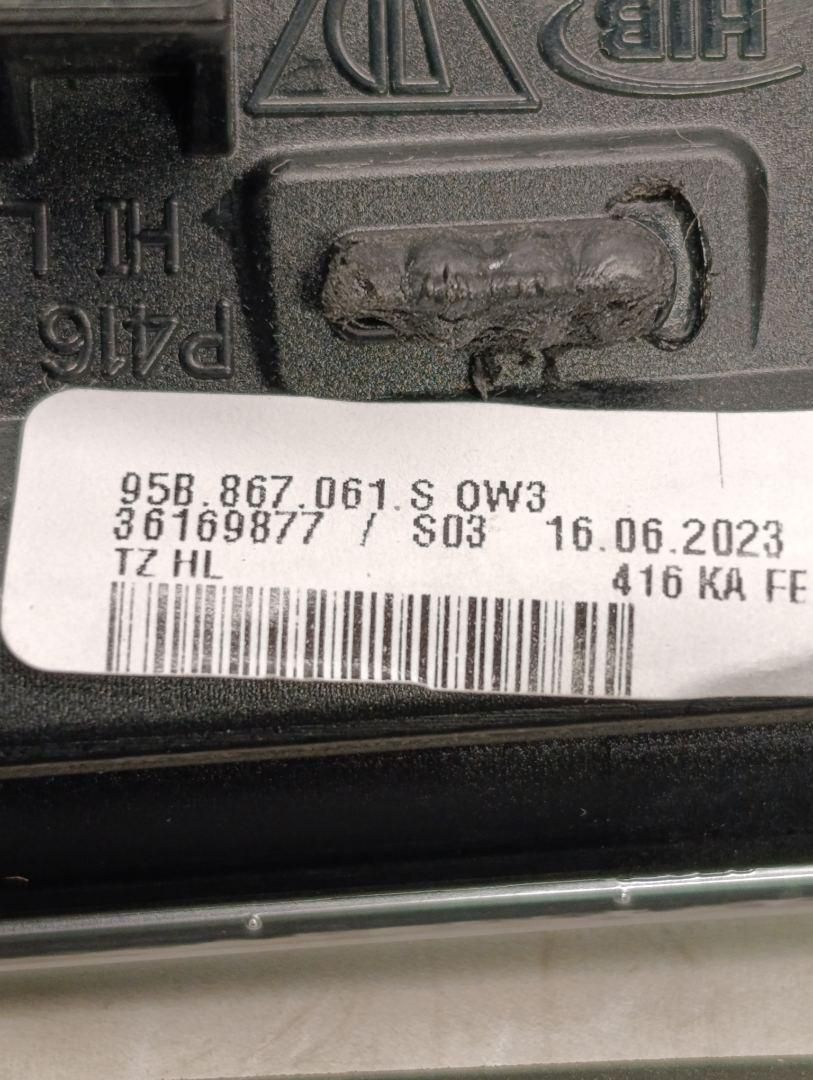 HIB
HI L
P416
95B.867.061.S OW3
36169877 / S03 16.06.2023
TZ HL
416 KA FE